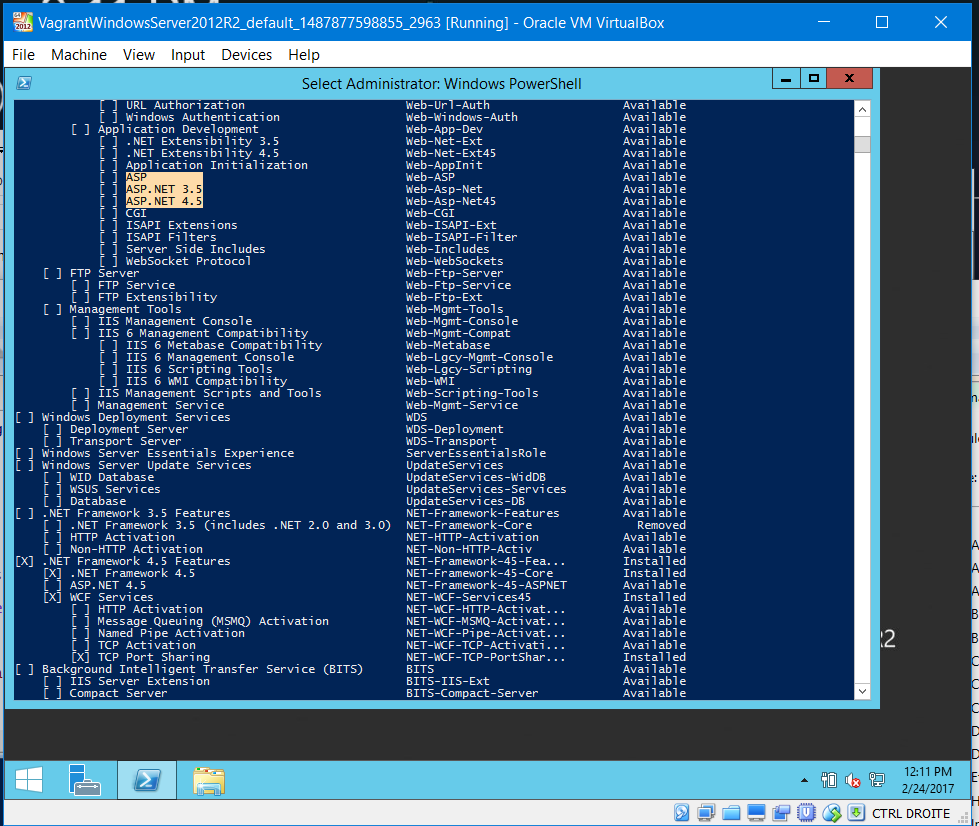 VagrantWindowsServer2012R2_default_1487877598855_2963 [Running] - Oracle VM VirtualBox
File Machine View Input Devices Help
Select Administrator: Windows PowerShell
[ ] URL Authorization Web-Url-Auth Available
[ ] Windows Authentication Web-Windows-Auth Available
[ ] Application Development Web-App-Dev Available
[ ] .NET Extensibility 3.5 Web-Net-Ext Available
[ ] .NET Extensibility 4.5 Web-Net-Ext45 Available
[ ] Application Initialization Web-AppInit Available
[ ] ASP Web-ASP Available
[ ] ASP.NET 3.5 Web-Asp-Net Available
[ ] ASP.NET 4.5 Web-Asp-Net45 Available
[ ] CGI Web-CGI Available
[ ] ISAPI Extensions Web-ISAPI-Ext Available
[ ] ISAPI Filters Web-ISAPI-Filter Available
[ ] Server Side Includes Web-Includes Available
[ ] WebSocket Protocol Web-WebSockets Available
[ ] FTP Server Web-Ftp-Server Available
[ ] FTP Service Web-Ftp-Service Available
[ ] FTP Extensibility Web-Ftp-Ext Available
[ ] Management Tools Web-Mgmt-Tools Available
[ ] IIS Management Console Web-Mgmt-Console Available
[ ] IIS 6 Management Compatibility Web-Mgmt-Compat Available
[ ] IIS 6 Metabase Compatibility Web-Metabase Available
[ ] IIS 6 Management Console Web-Lgcy-Mgmt-Console Available
[ ] IIS 6 Scripting Tools Web-Lgcy-Scripting Available
[ ] IIS 6 WMI Compatibility Web-WMI Available
[ ] IIS Management Scripts and Tools Web-Scripting-Tools Available
[ ] Management Service Web-Mgmt-Service Available
[ ] Windows Deployment Services WDS Available
[ ] Deployment Server WDS-Deployment Available
[ ] Transport Server WDS-Transport Available
[ ] Windows Server Essentials Experience ServerEssentialsRole Available
[ ] Windows Server Update Services UpdateServices Available
[ ] WID Database UpdateServices-WidDB Available
[ ] WSUS Services UpdateServices-Services Available
[ ] Database UpdateServices-DB Available
[ ] .NET Framework 3.5 Features NET-Framework-Features Available
[ ] .NET Framework 3.5 (includes .NET 2.0 and 3.0) NET-Framework-Core Removed
[ ] HTTP Activation NET-HTTP-Activation Available
[ ] Non-HTTP Activation NET-Non-HTTP-Activ Available
[X] .NET Framework 4.5 Features NET-Framework-45-Fea... Installed
[X] .NET Framework 4.5 NET-Framework-45-Core Installed
[ ] ASP.NET 4.5 NET-Framework-45-ASPNET Available
[X] WCF Services NET-WCF-Services45 Installed
[ ] HTTP Activation NET-WCF-HTTP-Activat... Available
[ ] Message Queuing (MSMQ) Activation NET-WCF-MSMQ-Activat... Available
[ ] Named Pipe Activation NET-WCF-Pipe-Activat... Available
[ ] TCP Activation NET-WCF-TCP-Activati... Available
[X] TCP Port Sharing NET-WCF-TCP-PortShar... Installed
[ ] Background Intelligent Transfer Service (BITS) BITS Available
[ ] IIS Server Extension BITS-IIS-Ext Available
[ ] Compact Server BITS-Compact-Server Available
R2
12:11 PM
2/24/2017
CTRL DROITE